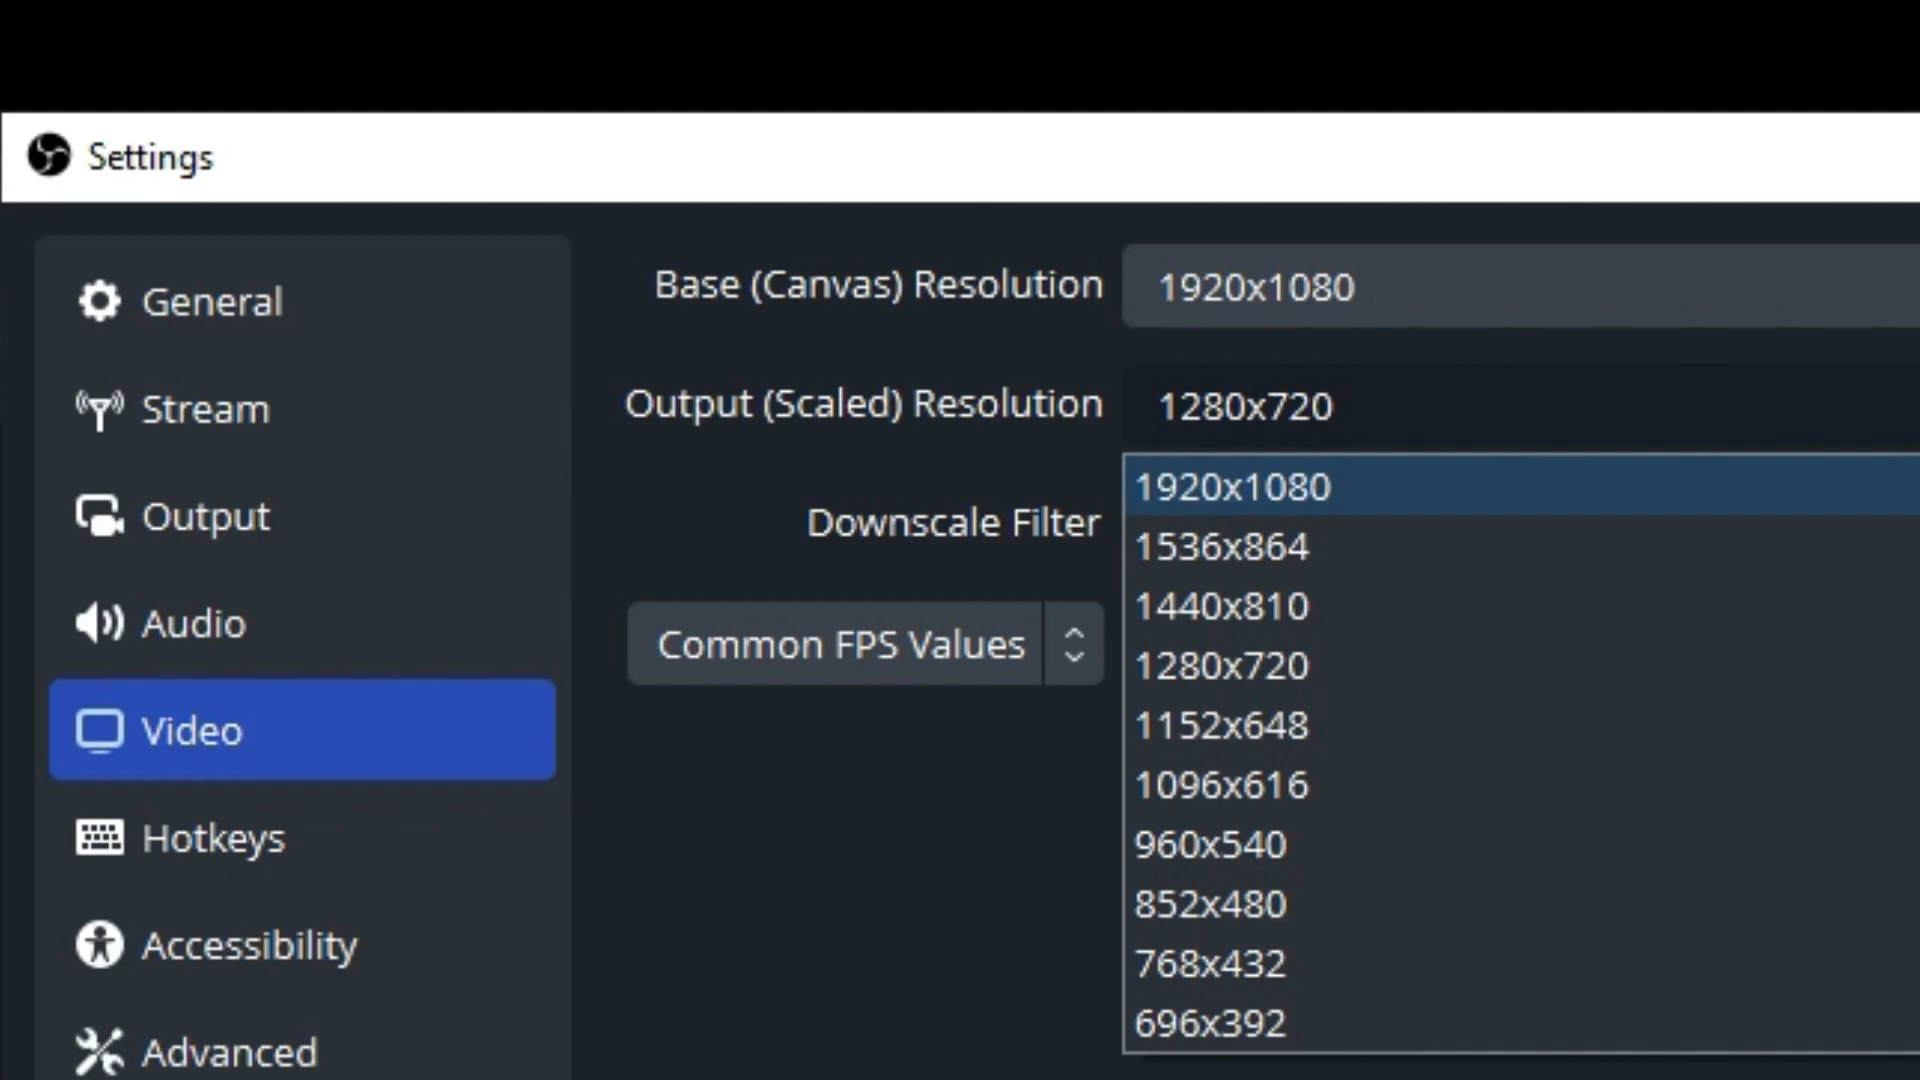 Settings
General
Stream
Output
Audio
Video
Hotkeys
Accessibility
Advanced
Base (Canvas) Resolution
1920x1080
Output (Scaled) Resolution
1280x720
Downscale Filter
Common FPS Values
1920x1080
1536x864
1440x810
1280x720
1152x648
1096x616
960x540
852x480
768x432
696x392